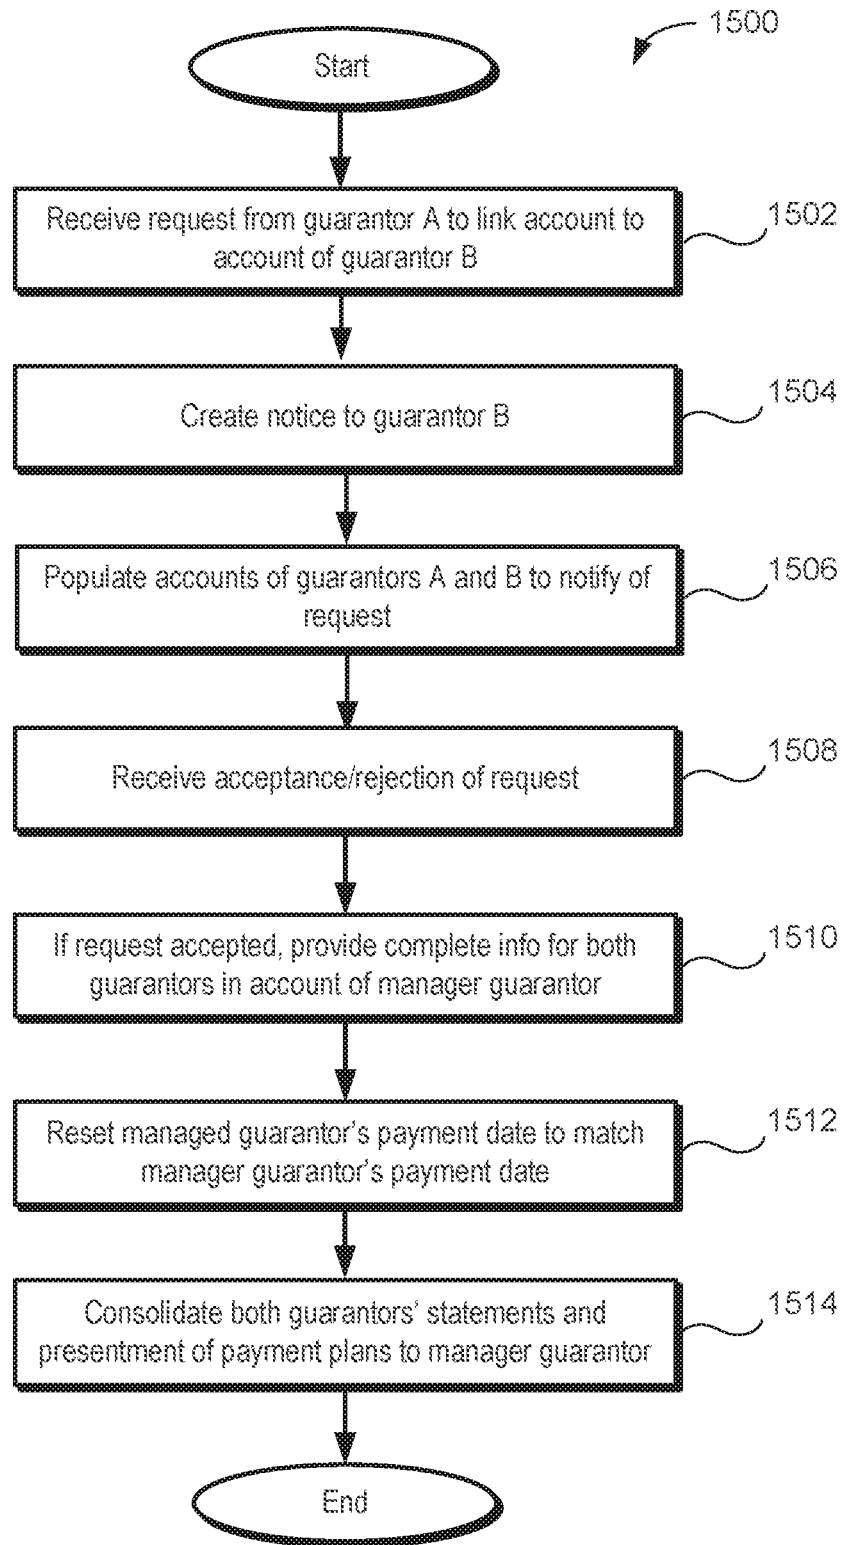 1500
Start
Receive request from guarantor A to link account to
account of guarantor B
1502
Create notice to guarantor B
1504
Populate accounts of guarantors A and B to notify of
request
1506
Receive acceptance/rejection of request
1508
If request accepted, provide complete info for both
guarantors in account of manager guarantor
1510
Reset managed guarantor's payment date to match
manager guarantor's payment date
1512
Consolidate both guarantors' statements and
presentment of payment plans to manager guarantor
1514
End